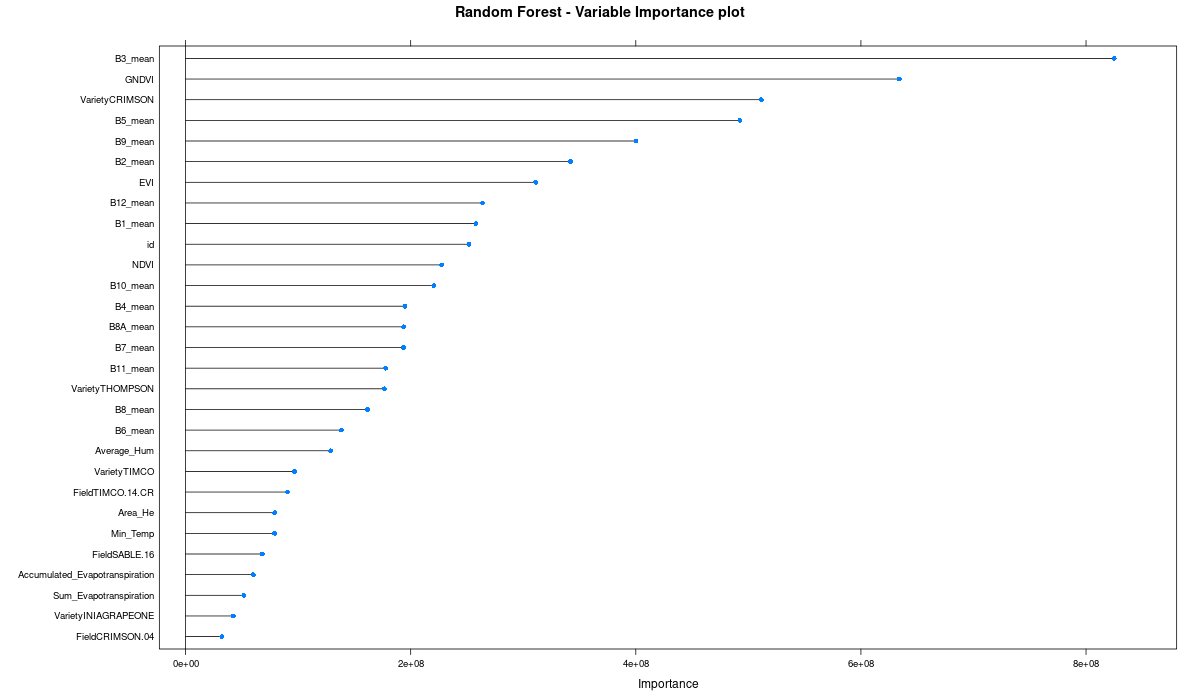 Random Forest - Variable Importance plot
B3_mean
GNDVI
VarietyCRIMSON
B5_mean
B9_mean
B2_mean
EVI
B12_mean
B1_mean
id
NDVI
B10_mean
B4_mean
B8A_mean
B7_mean
B11_mean
VarietyTHOMPSON
B8_mean
B6_mean
Average_Hum
VarietyTIMCO
FieldTIMCO.14.CR
Area_He
Min_Temp
FieldSABLE.16
Accumulated_Evapotranspiration
Sum_Evapotranspiration
VarietyINIAGRAPEONE
FieldCRIMSON.04
0e+00 2e+08 4e+08 6e+08 8e+08
Importance